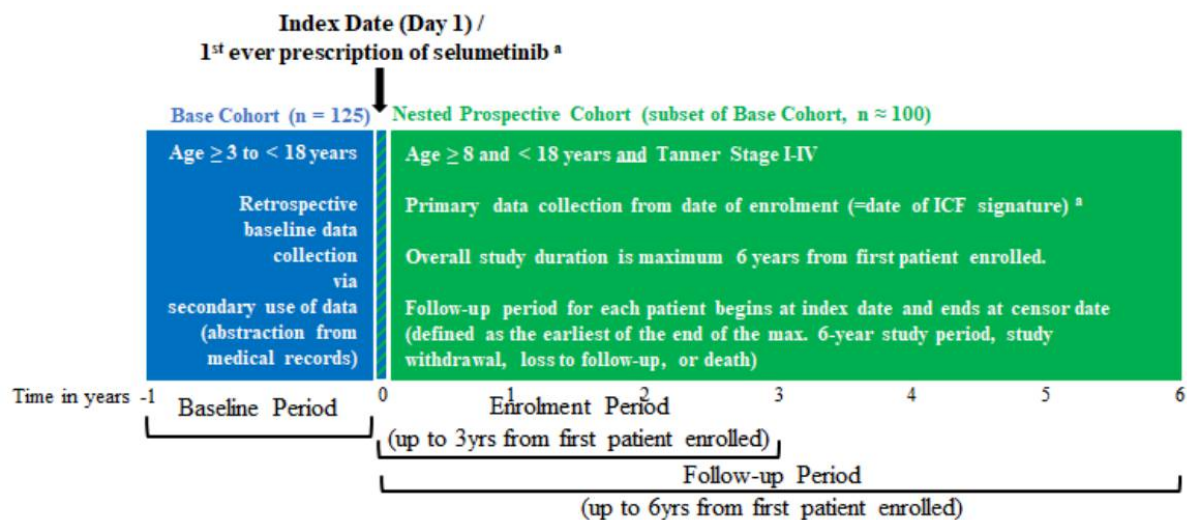 Index Date (Day 1) /
1st ever prescription of selumetinib a
Base Cohort (n = 125)
Nested Prospective Cohort (subset of Base Cohort, n ≈ 100)
Age ≥ 3 to < 18 years
Retrospective
baseline data
collection
via
secondary use of data
(abstraction from
medical records)
Age ≥ 8 and < 18 years and Tanner Stage I-IV
Primary data collection from date of enrolment (=date of ICF signature) a
Overall study duration is maximum 6 years from first patient enrolled.
Follow-up period for each patient begins at index date and ends at censor date
(defined as the earliest of the end of the max. 6-year study period, study
withdrawal, loss to follow-up, or death)
Time in years -1 0 1 2 3 4 5 6
Baseline Period
Enrolment Period
(up to 3yrs from first patient enrolled)
Follow-up Period
(up to 6yrs from first patient enrolled)